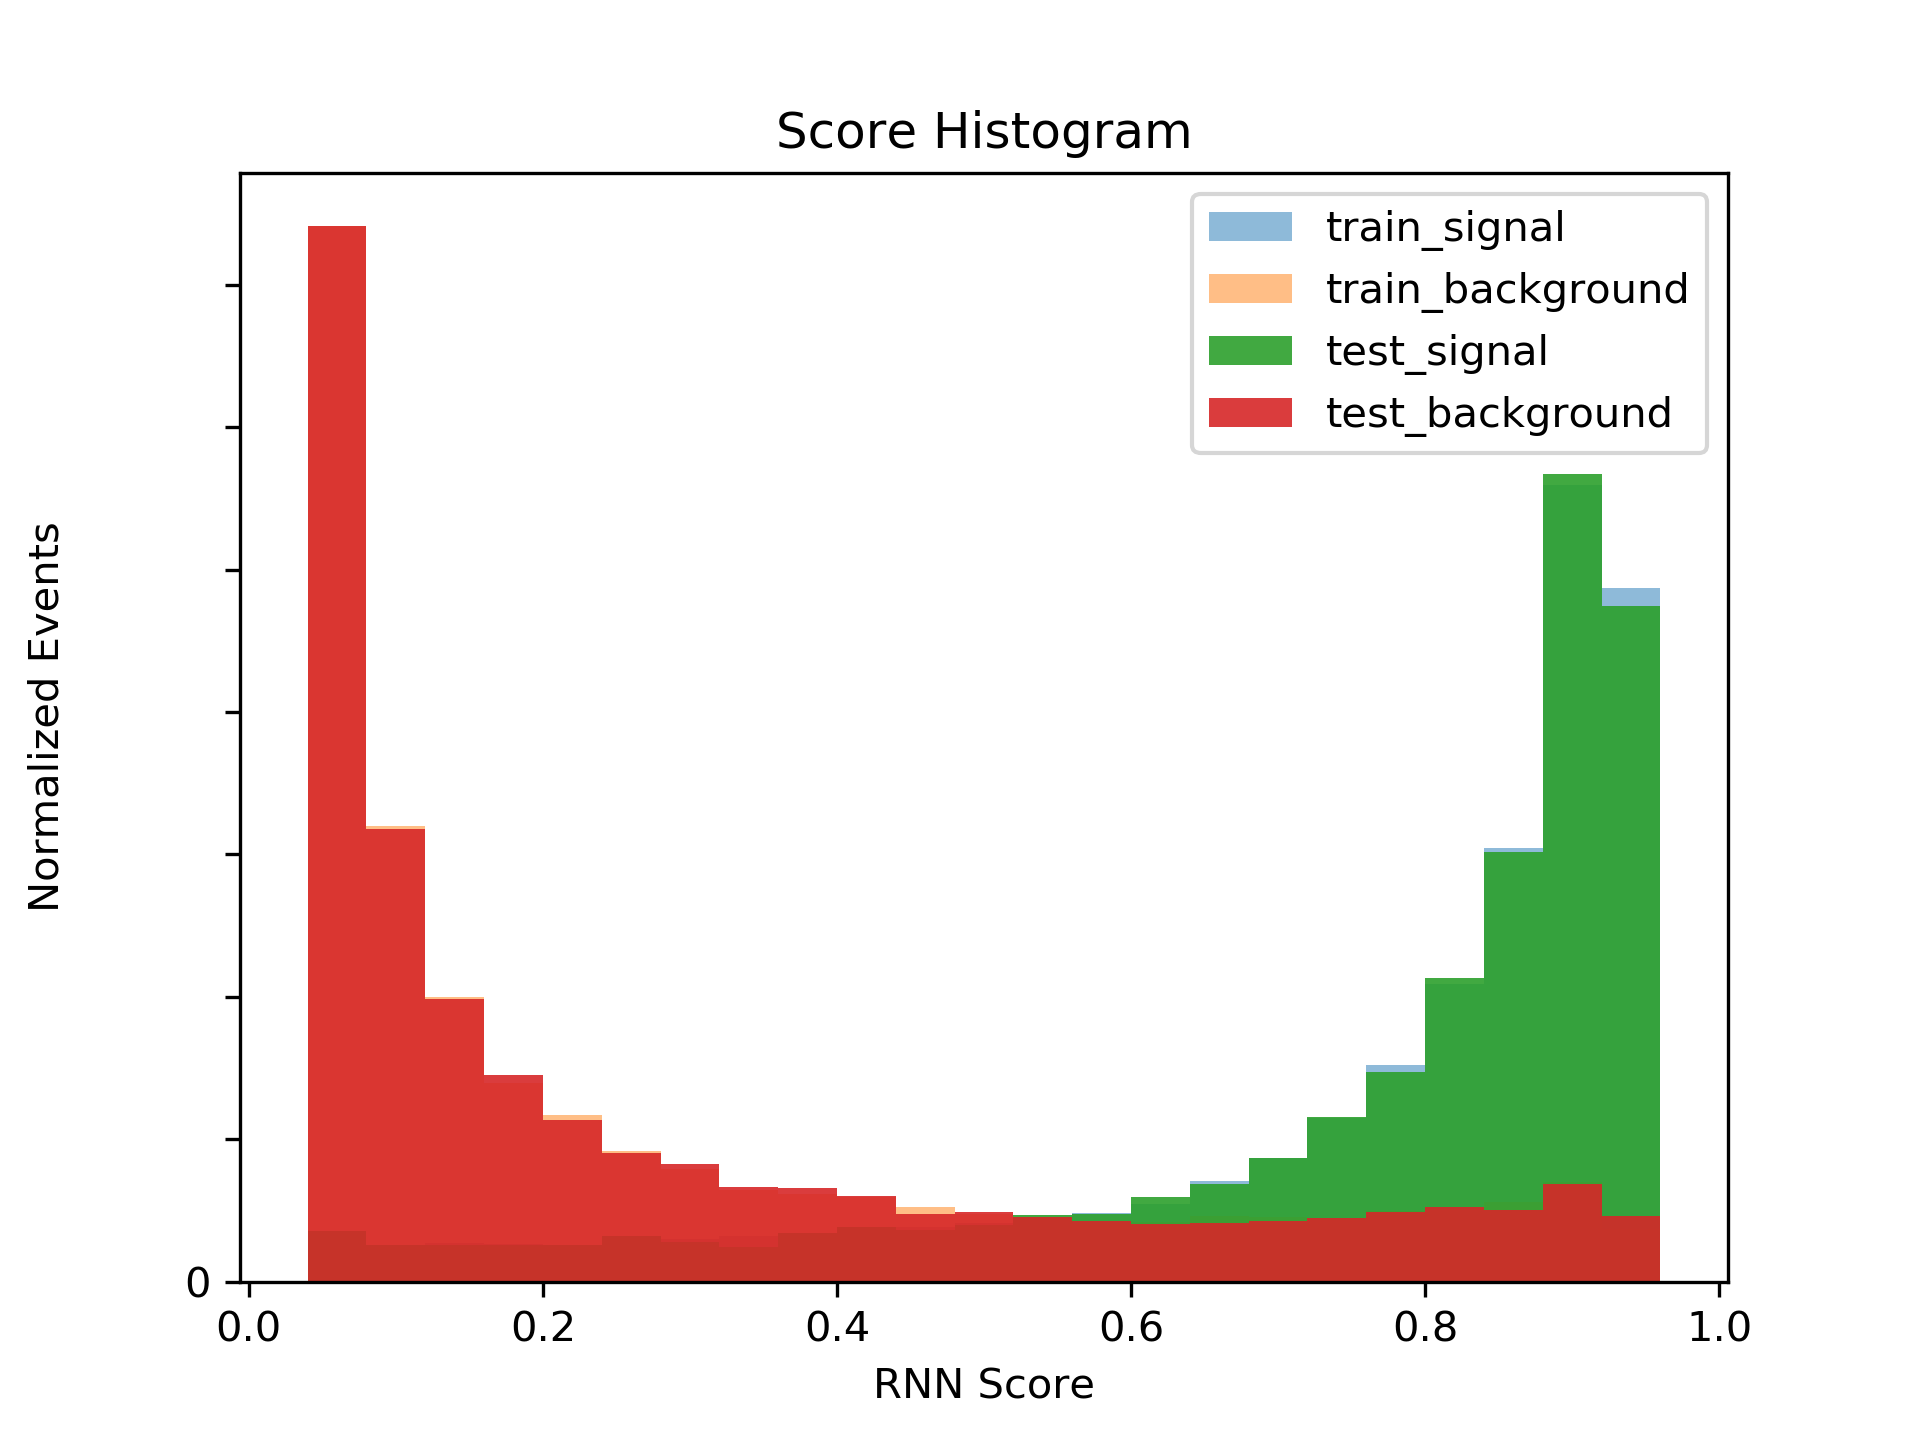 Score Histogram
train_signal
train_background
test_signal
test_background
Normalized Events
0
0.0 0.2 0.4 0.6 0.8 1.0
RNN Score